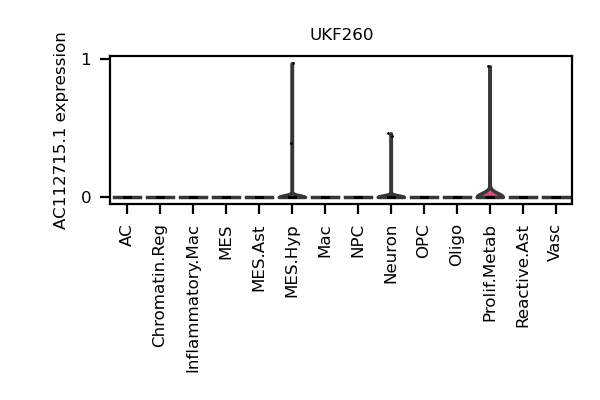 UKF260
AC112715.1 expression
1
0
AC
Chromatin.Reg
Inflammatory.Mac
MES
MES.Ast
MES.Hyp
Mac
NPC
Neuron
OPC
Oligo
Prolif.Metab
Reactive.Ast
Vasc